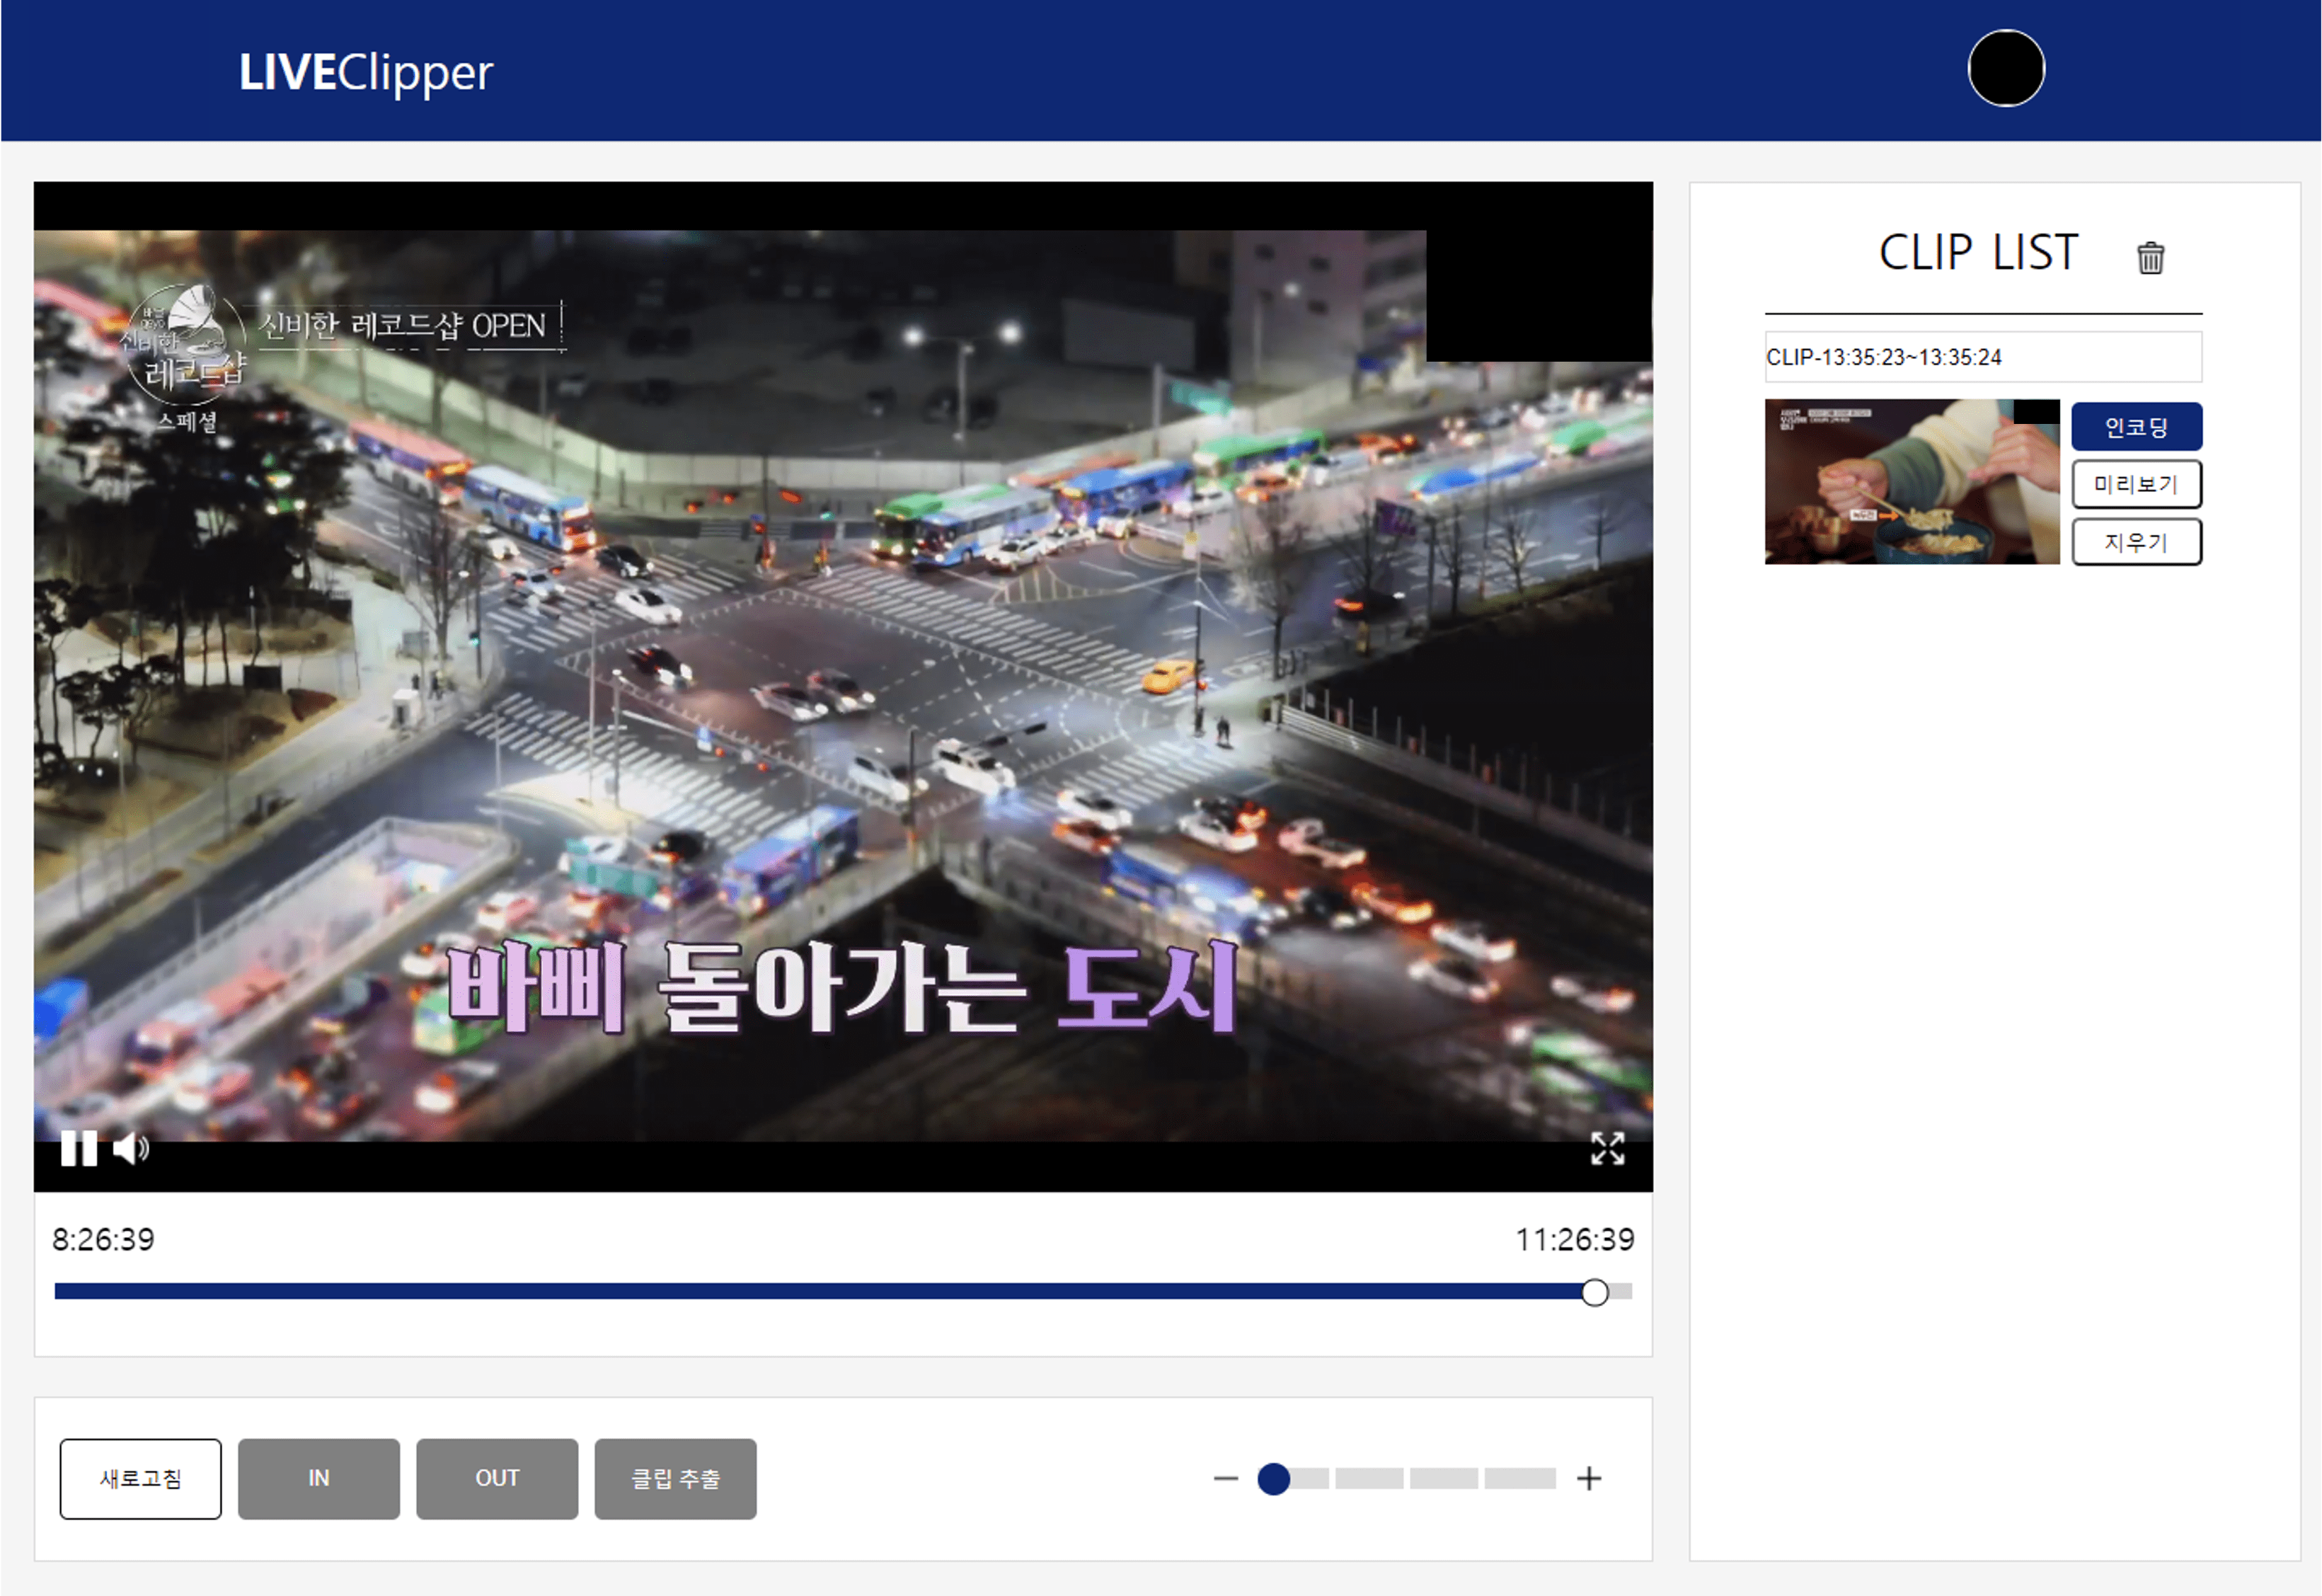 LIVEClipper
신비한 레코드샵 OPEN
신비한
레코드샵
스페셜
바삐 돌아가는 도시
8:26:39
11:26:39
새로고침
IN
OUT
클립 추출
CLIP LIST
CLIP-13:35:23~13:35:24
인코딩
미리보기
지우기